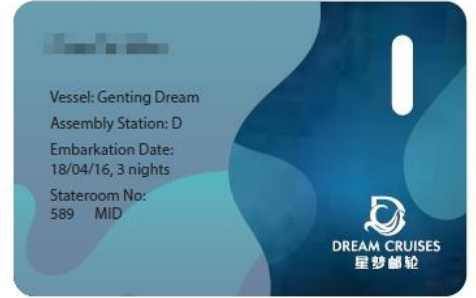 Vessel: Genting Dream
Assembly Station: D
Embarkation Date:
18/04/16, 3 nights
Stateroom No:
589 MID
DREAM CRUISES
星梦邮轮